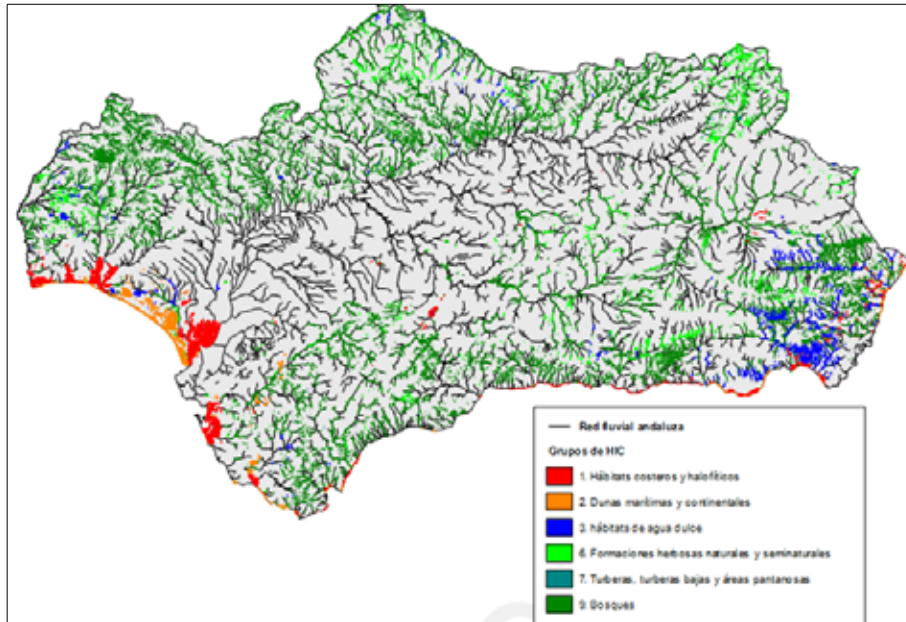 Red fluvial andaluza
Grupos de HIC
1. Hábitats costeros y halofíticos
2. Dunas marítimas y continentales
3. hábitats de agua dulce
6. Formaciones herbosas naturales y seminaturales
7. Turberas, turberas bajas y áreas pantanosas
9. Bosques